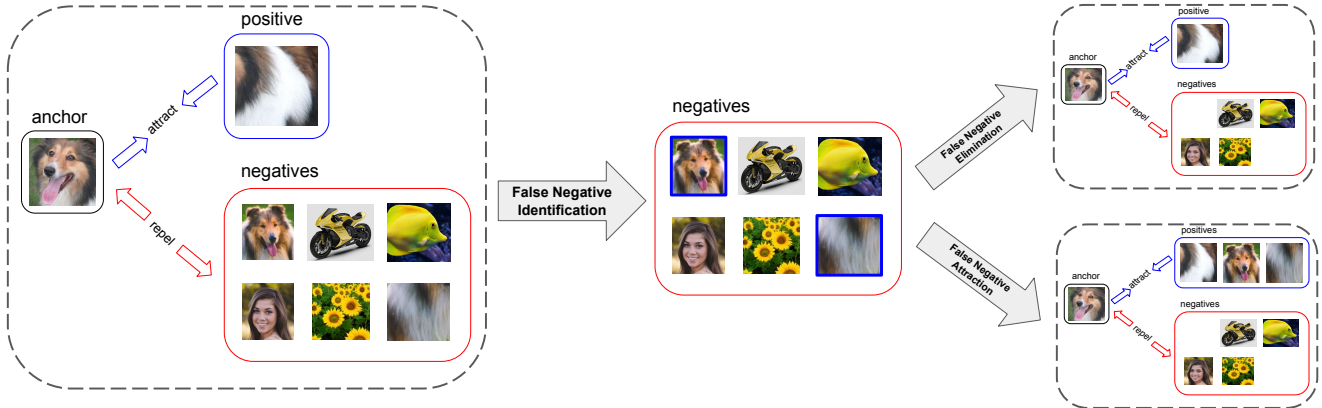 positive
anchor
attract
negatives
repel
False Negative
Identification
negatives
False Negative
Elimination
False Negative
Attraction
positive
anchor
attract
negatives
repel
positives
anchor
attract
negatives
repel